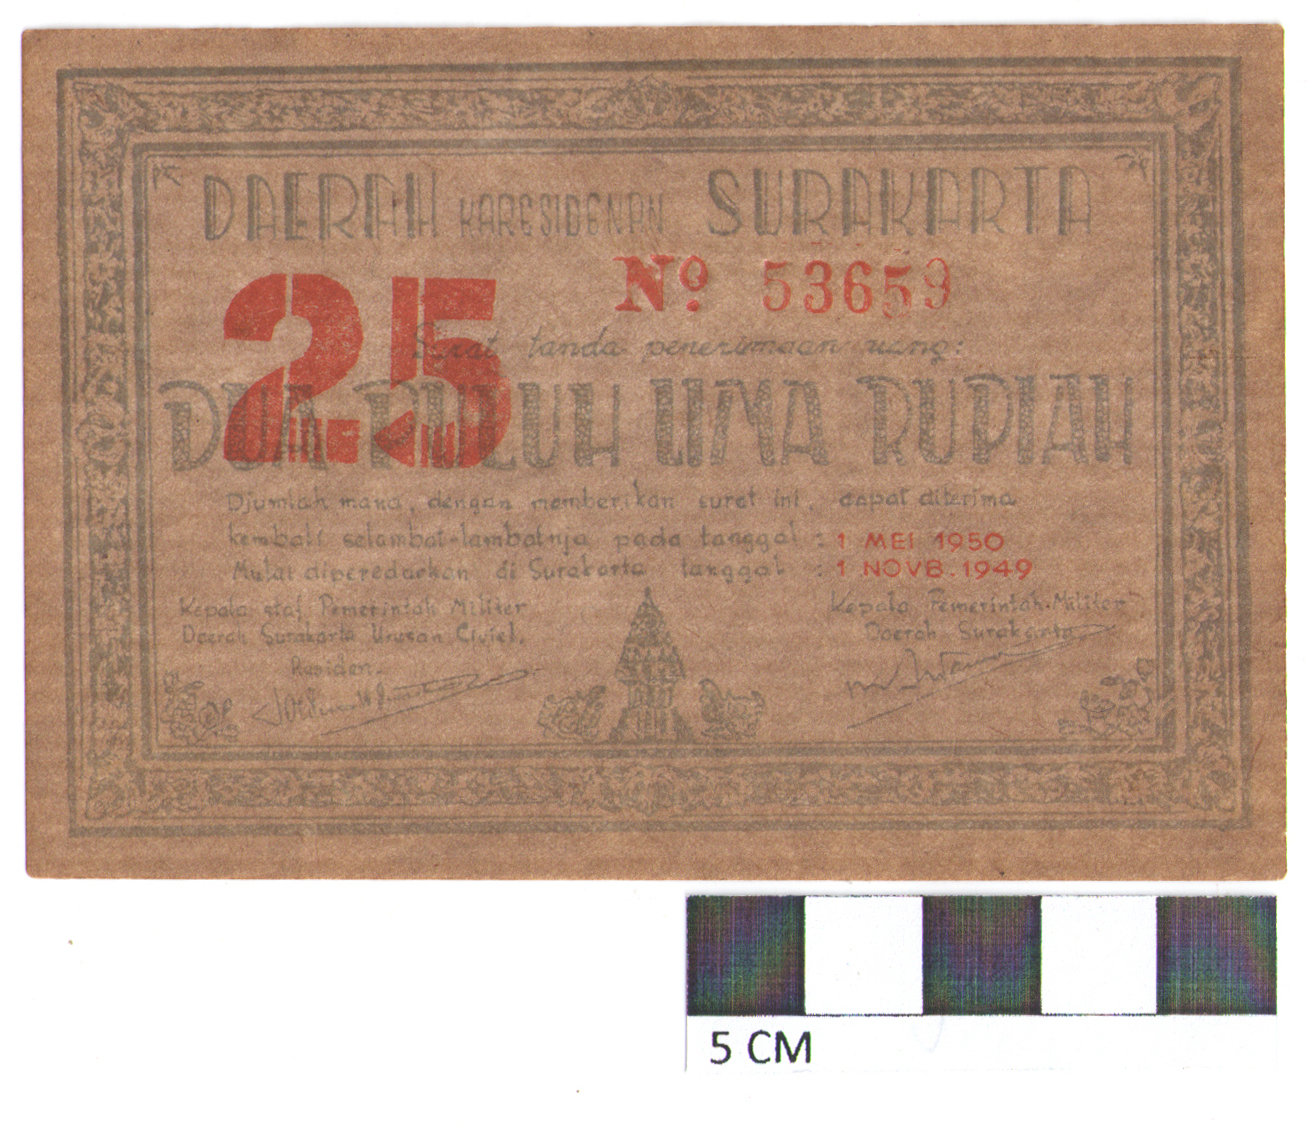 DAERAH KARESIDENAN SURAKARTA
25
Nº 53659
Surat tanda penerimaan uang:
DUA PULUH LIMA RUPIAH
Djumlah mana, dengan memberikan surat ini, dapat diterima
kembali selambat-lambatnja pada tanggal : 1 MEI 1950
Mulai diperedarkan di Surakarta tanggal : 1 NOVB. 1949
Kepala staf Pemerintah Militer
Daerah Surakarta Urusan Civiel.
Residen.
Kepala Pemerintah Militer
Daerah Surakarta
5 CM